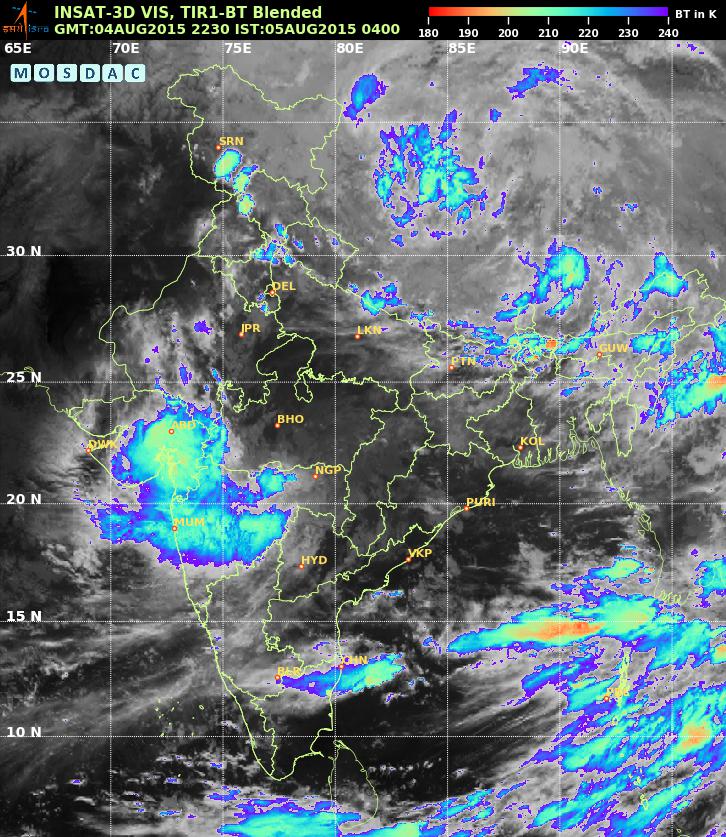 INSAT-3D VIS, TIR1-BT Blended
GMT:04AUG2015 2230 IST:05AUG2015 0400
BT in K
180 190 200 210 220 230 240
65E 70E 75E 80E 85E 90E
M O S D A C
SRN
30 N
DEL
JPR
LKN
GUW
PTN
25 N
BHO
ABD
DWK
KOL
NGP
20 N
PURI
MUM
HYD
VKP
15 N
CHN
BLR
10 N